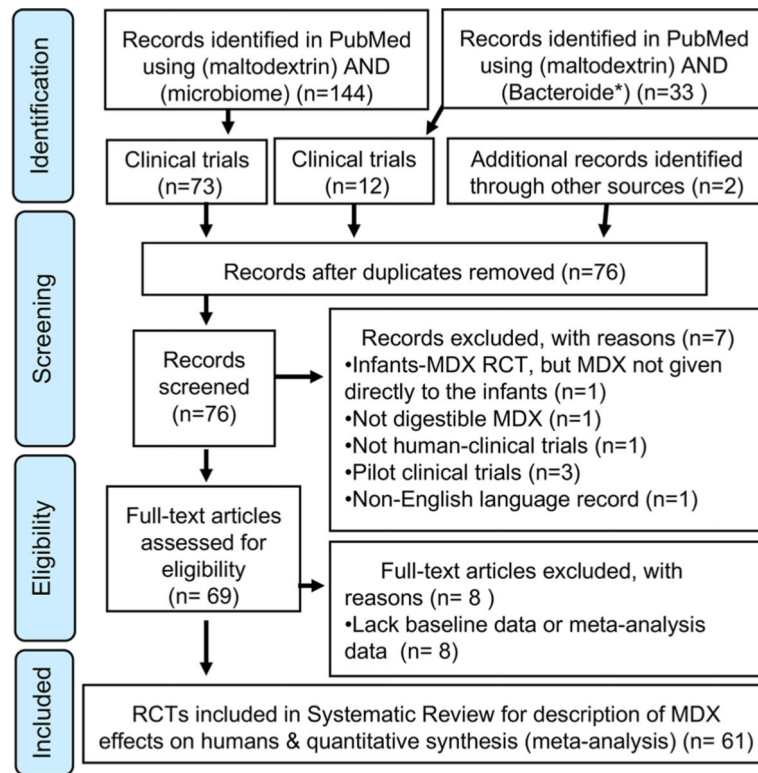 Identification
Records identified in PubMed
using (maltodextrin) AND
(microbiome) (n=144)
Records identified in PubMed
using (maltodextrin) AND
(Bacteroide*) (n=33 )
Clinical trials
(n=73)
Clinical trials
(n=12)
Additional records identified
through other sources (n=2)
Screening
Records after duplicates removed (n=76)
Records
screened
(n=76)
Records excluded, with reasons (n=7)
•Infants-MDX RCT, but MDX not given
directly to the infants (n=1)
•Not digestible MDX (n=1)
•Not human-clinical trials (n=1)
•Pilot clinical trials (n=3)
•Non-English language record (n=1)
Eligibility
Full-text articles
assessed for
eligibility
(n= 69)
Full-text articles excluded, with
reasons (n= 8 )
•Lack baseline data or meta-analysis
data (n= 8)
Included
RCTs included in Systematic Review for description of MDX
effects on humans & quantitative synthesis (meta-analysis) (n= 61)